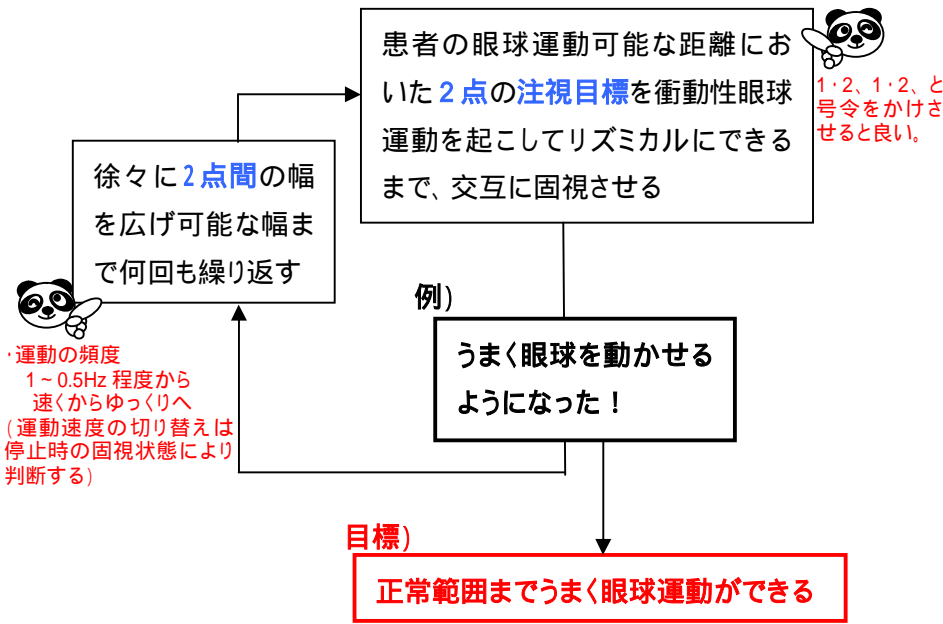 患者の眼球運動可能な距離にお
いた２点の注視目標を衝動性眼球
運動を起こしてリズミカルにできる
まで、交互に固視させる
1・2、1・2、と
号令をかけさ
せると良い。
徐々に2点間の幅
を広げ可能な幅ま
で何回も繰り返す
・運動の頻度
1～0.5Hz 程度から
速くからゆっくりへ
(運動速度の切り替えは
停止時の固視状態により
判断する)
例)
うまく眼球を動かせる
ようになった！
目標)
正常範囲までうまく眼球運動ができる